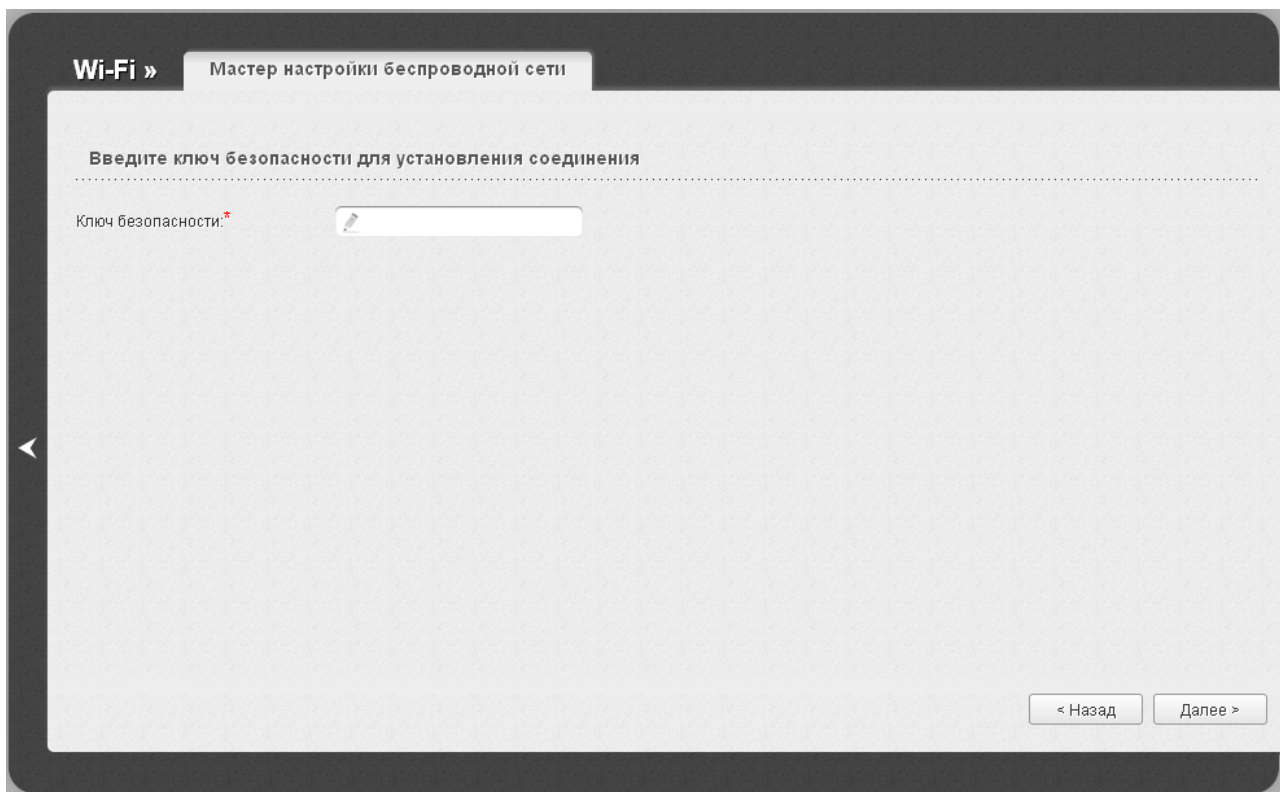 Wi-Fi » Мастер настройки беспроводной сети
Введите ключ безопасности для установления соединения
Ключ безопасности:*
< Назад Далее >